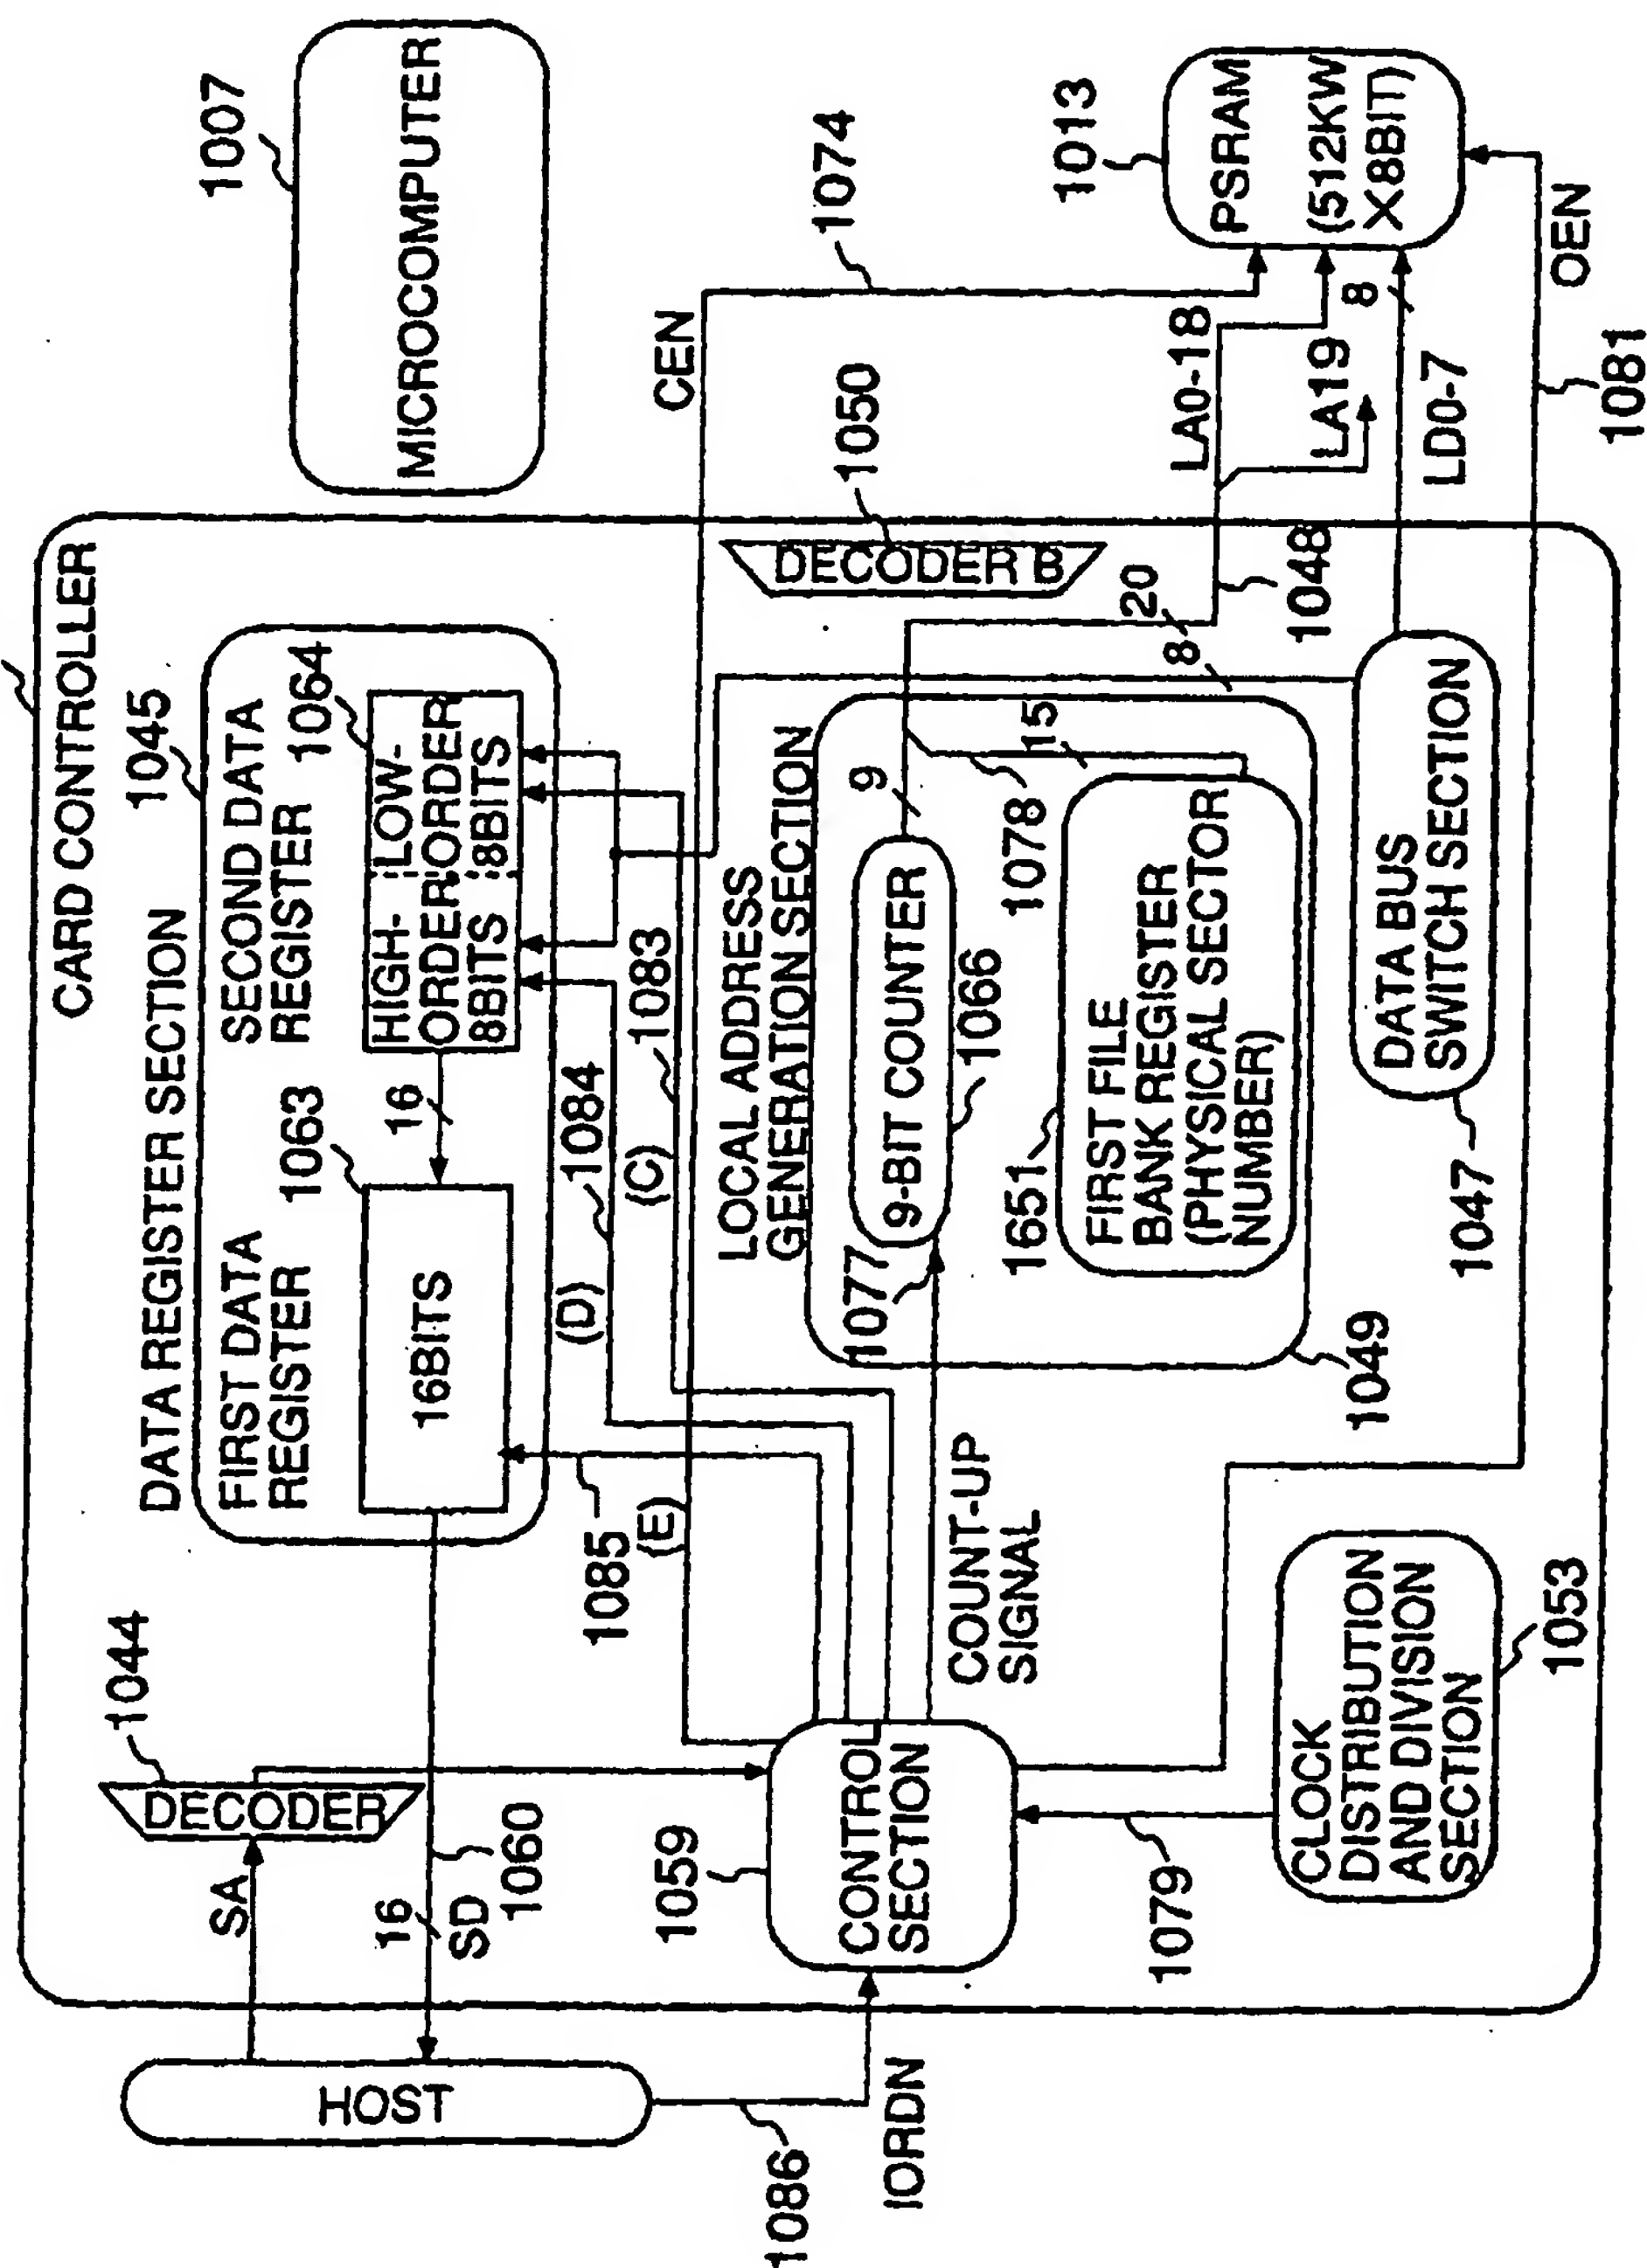 CARD CONTROLLER
1045
DATA REGISTER SECTION
FIRST DATA
REGISTER
1063
16BITS
16
SECOND DATA
REGISTER
1064
HIGH-
ORDER
8BITS
LOW-
ORDER
8BITS
1007
MICROCOMPUTER
1044
DECODER
SA
16
SD
1060
HOST
1086
IORDN
1059
CONTROL
SECTION
1085
(E)
(D)
1084
(C)
1083
COUNT-UP
SIGNAL
LOCAL ADDRESS
GENERATION SECTION
1077
9-BIT COUNTER
1066
9
1078
15
1651
FIRST FILE
BANK REGISTER
(PHYSICAL SECTOR
NUMBER)
1049
20
8
1048
DECODER B
1050
CEN
1074
LA0-18
LA19
8
LD0-7
1013
PSRAM
(512KW
X8BIT)
OEN
1081
DATA BUS
SWITCH SECTION
1047
1079
CLOCK
DISTRIBUTION
AND DIVISION
SECTION
1053